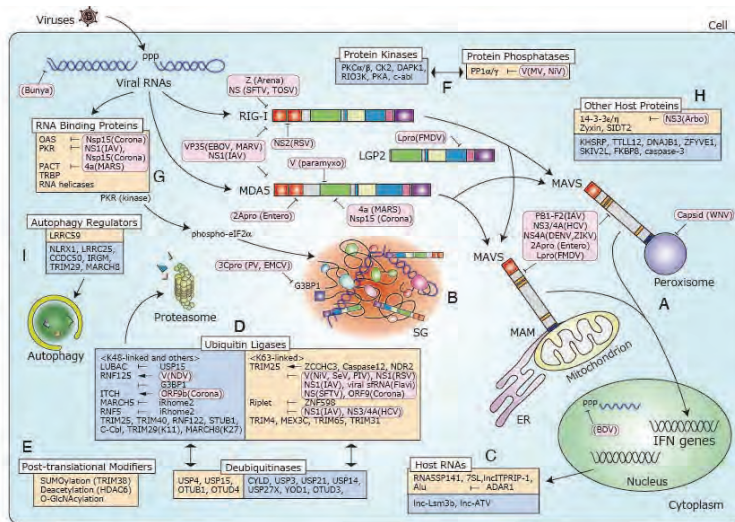 Viruses
Cell
ppp
Viral RNAs
(Bunya)
Z (Arena)
NS (SFTV, TOSV)
RIG-I
VP35(EBOV, MARV)
NS1(IAV)
NS2(RSV)
V (paramyxo)
MDA5
2Apro (Entero)
4a (MARS)
Nsp15 (Corona)
Lpro(FMDV)
LGP2
Protein Kinases
PKCα/β, CK2, DAPK1,
RIO3K, PKA, c-abl
F
Protein Phosphatases
PP1α/γ
V(MV, NiV)
H
Other Host Proteins
14-3-3ε/η
NS3(Arbo)
Zyxin, SIDT2
KHSRP, TTLL12, DNAJB1, ZFYVE1,
SKIV2L, FKBP8, caspase-3
RNA Binding Proteins
OAS
Nsp15(Corona)
PKR
NS1(IAV),
Nsp15(Corona)
PACT
4a(MARS)
TRBP
RNA helicases
G
PKR (kinase)
phospho-eIF2α
Autophagy Regulators
LRRC59
NLRX1, LRRC25,
CCDC50, IRGM,
TRIM29, MARCH8
I
Autophagy
Proteasome
3Cpro (PV, EMCV)
G3BP1
B
SG
MAVS
MAVS
PB1-F2(IAV)
NS3/4A(HCV)
NS4A(DENV,ZIKV)
2Apro (Entero)
Lpro(FMDV)
Capsid (WNV)
Peroxisome
A
MAM
Mitochondrion
ER
D
Ubiquitin Ligases
<K48-linked and others>
LUBAC
USP15
RNF125
V(NDV)
G3BP1
ITCH
ORF9b(Corona)
MARCH5
iRhome2
RNF5
iRhome2
TRIM25, TRIM40, RNF122, STUB1,
C-Cbl, TRIM29(K11), MARCH8(K27)
<K63-linked>
TRIM25
ZCCHC3, Caspase12, NDR2
V(NiV, SeV, PIV), NS1(RSV)
NS1(IAV), viral sfRNA(Flavi)
NS(SFTV), ORF9(Corona)
Riplet
ZNF598
NS1(IAV), NS3/4A(HCV)
TRIM4, MEX3C, TRIM65, TRIM31
E
Post-translational Modifiers
SUMOylation (TRIM38)
Deacetylation (HDAC6)
O-GlcNAcylation
Deubiquitinases
USP4, USP15,
OTUB1, OTUD4
CYLD, USP3, USP21, USP14,
USP27X, YOD1, OTUD3,
C
Host RNAs
RNASSP141, 7SL,lncITPRIP-1,
Alu
ADAR1
lnc-Lsm3b, lnc-ATV
ppp
(BDV)
IFN genes
Nucleus
Cytoplasm